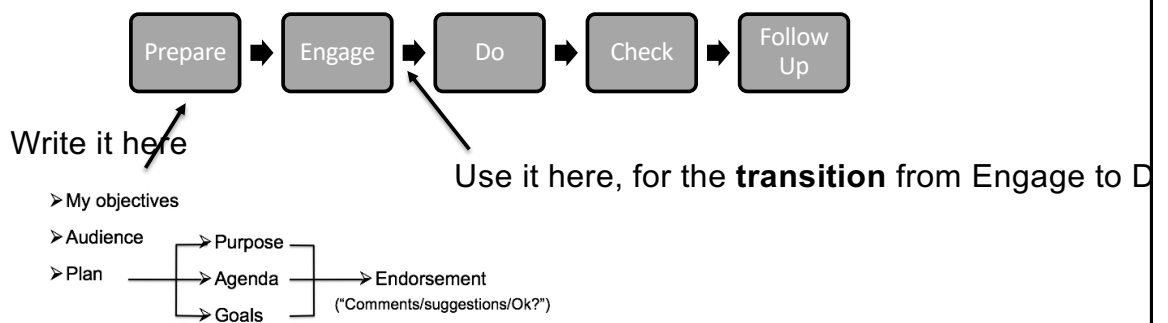 Prepare
Engage
Do
Check
Follow
Up
Write it here
Use it here, for the transition from Engage to D
➢My objectives
➢Audience
➢Purpose
➢Plan
➢Agenda
➢Endorsement
(“Comments/suggestions/Ok?”)
➢Goals